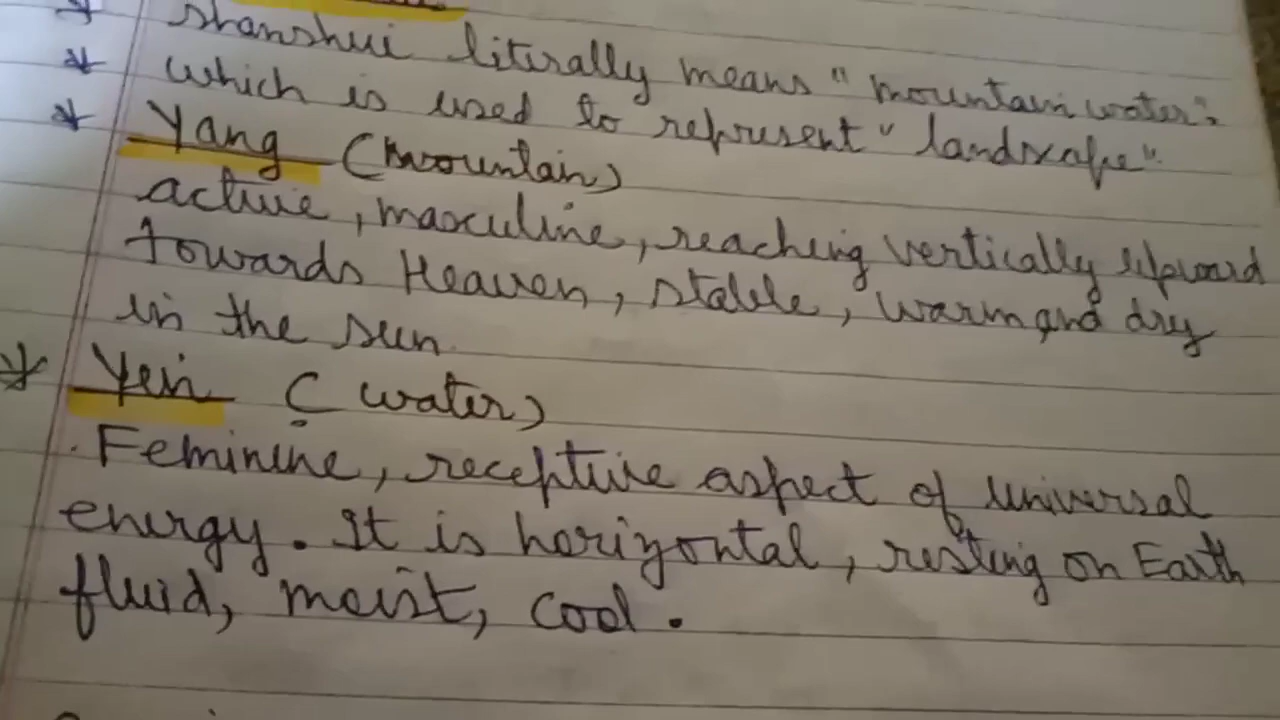 * Shanshui literally means "mountain water".
* which is used to represent "landscape".
* Yang (Mountain)
active, masculine, reaching vertically upward
towards Heaven, stable, warm and dry
in the sun.
* Yein (water)
Feminine, receptive aspect of universal
energy. It is horizontal, resting on Earth
fluid, moist, cool.